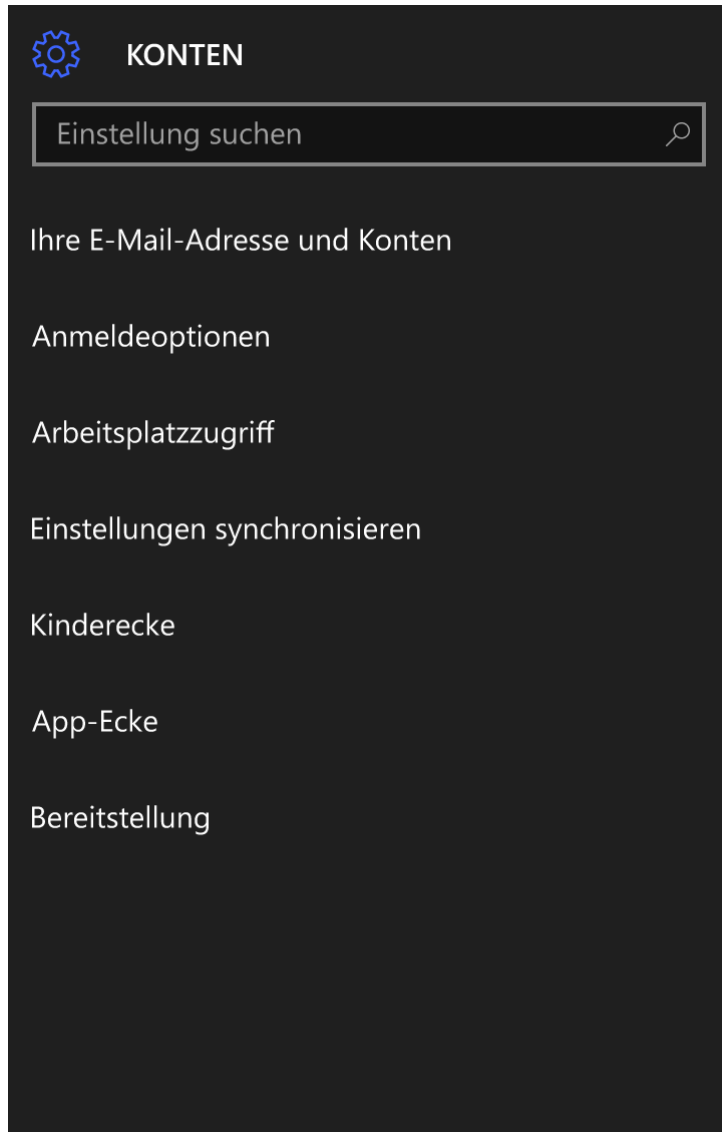 KONTEN
Einstellung suchen
Ihre E-Mail-Adresse und Konten
Anmeldeoptionen
Arbeitsplatzzugriff
Einstellungen synchronisieren
Kinderecke
App-Ecke
Bereitstellung